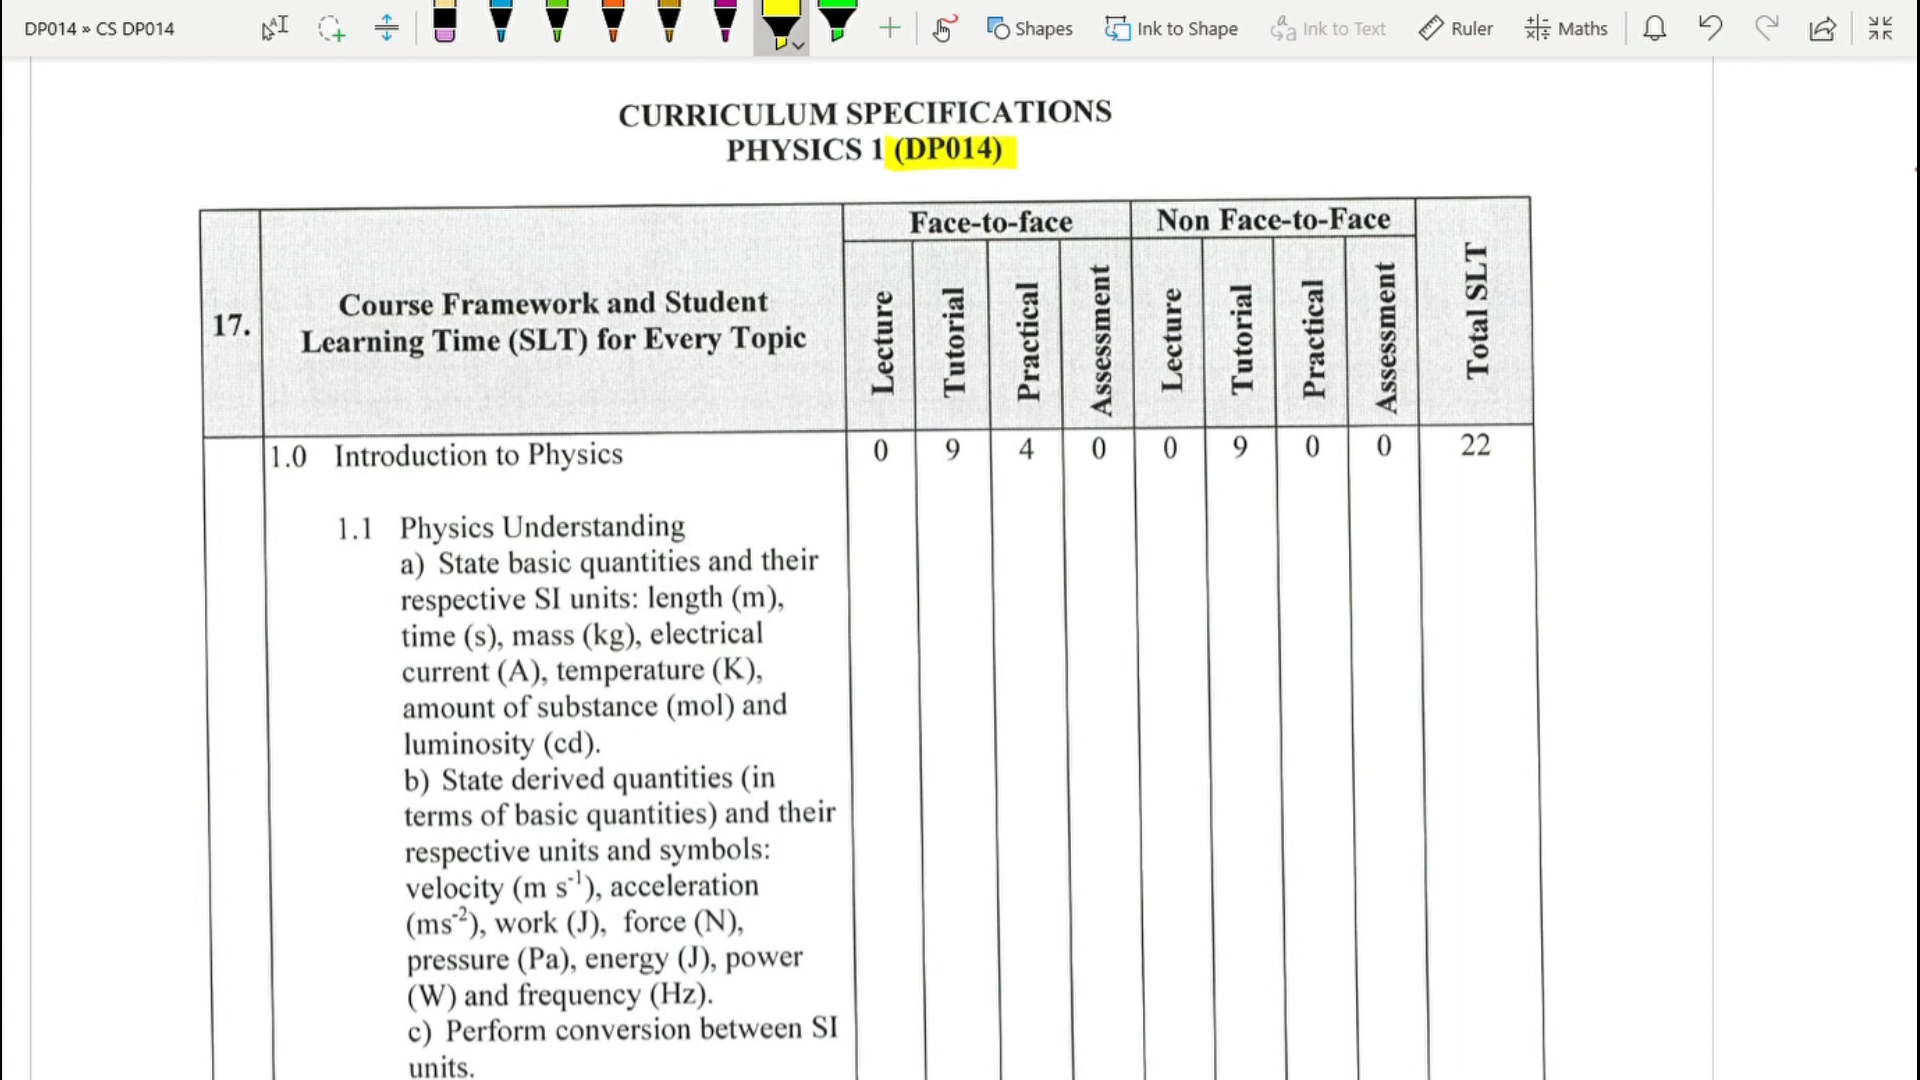 DP014 » CS DP014
Shapes
Ink to Shape
Ink to Text
Ruler
Maths
CURRICULUM SPECIFICATIONS
PHYSICS 1 (DP014)
17.
Course Framework and Student
Learning Time (SLT) for Every Topic
Face-to-face
Non Face-to-Face
Lecture
Tutorial
Practical
Assessment
Lecture
Tutorial
Practical
Assessment
Total SLT
1.0 Introduction to Physics 0 9 4 0 0 9 0 0 22
1.1 Physics Understanding
a) State basic quantities and their
respective SI units: length (m),
time (s), mass (kg), electrical
current (A), temperature (K),
amount of substance (mol) and
luminosity (cd).
b) State derived quantities (in
terms of basic quantities) and their
respective units and symbols:
velocity (m s⁻¹), acceleration
(ms⁻²), work (J), force (N),
pressure (Pa), energy (J), power
(W) and frequency (Hz).
c) Perform conversion between SI
units.